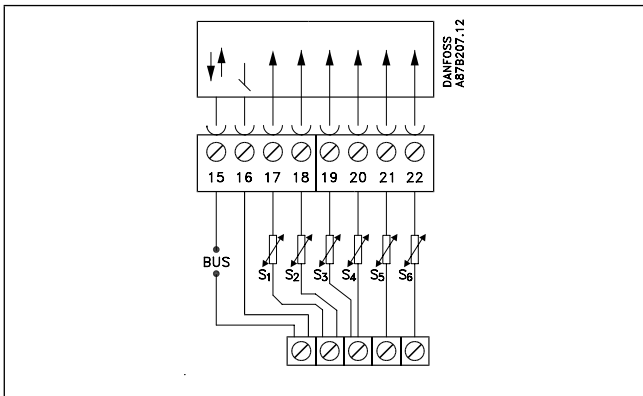 DANFOSS
A87B207.12
15 16 17 18 19 20 21 22
BUS
S1 S2 S3 S4 S5 S6